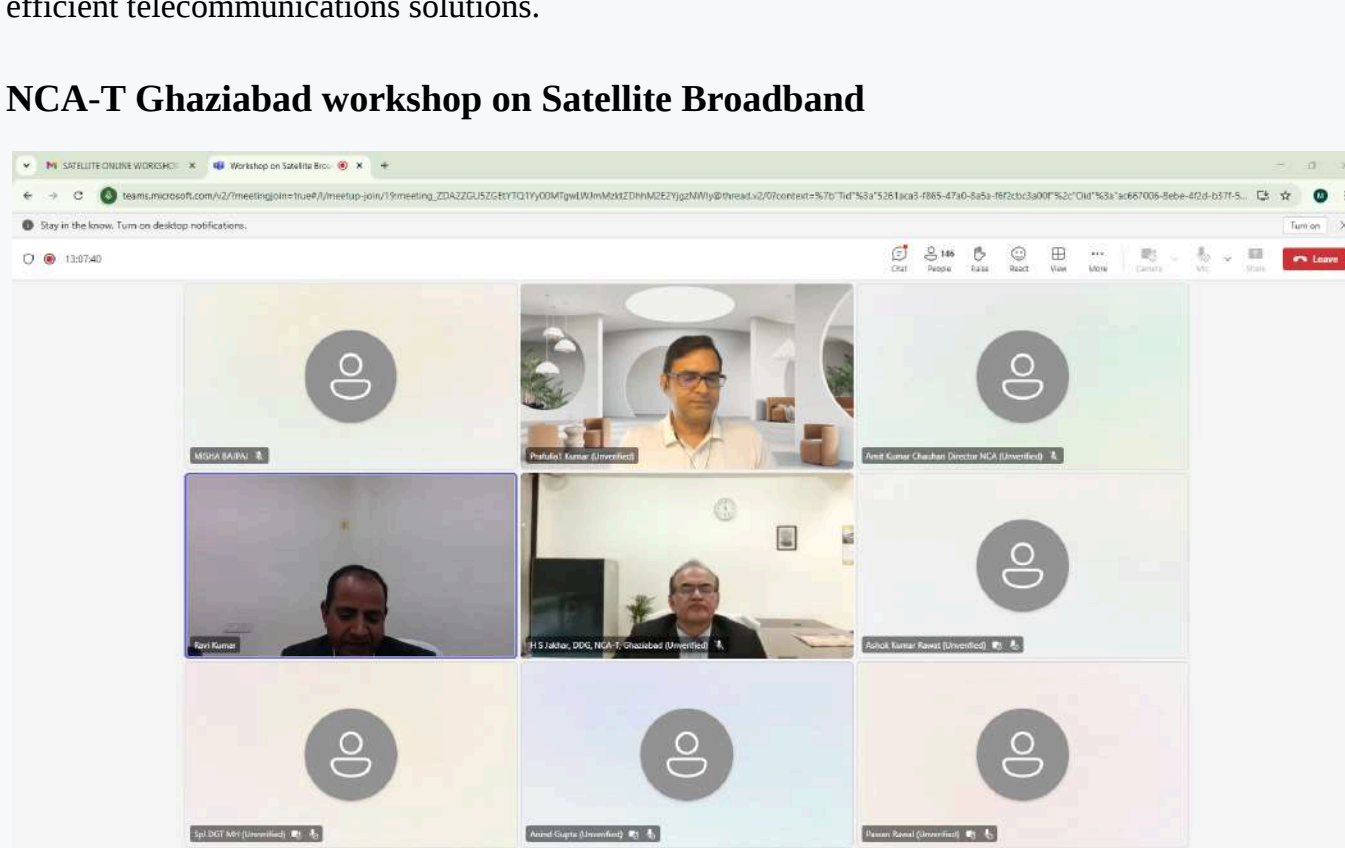 efficient telecommunications solutions.
NCA-T Ghaziabad workshop on Satellite Broadband
SATELLITE ONLINE WORKSHO
Workshop on Satellite Broa
Stay in the know. Turn on desktop notifications.
Turn on
13:07:40
146
Chat People Raise React View More Camera Mic Share
Leave
MISHA BAJPAI
Kumar (Unverified)
Amit Kumar Chauhan Director NCA (Unverified)
Ravi Kumar
H S Jakhar, DDG, NCA-T, Ghaziabad (Unverified)
Ashok Kumar Rawat (Unverified)
Spl DGT MH (Unverified)
Gupta (Unverified)
Pawan Rawal (Unverified)